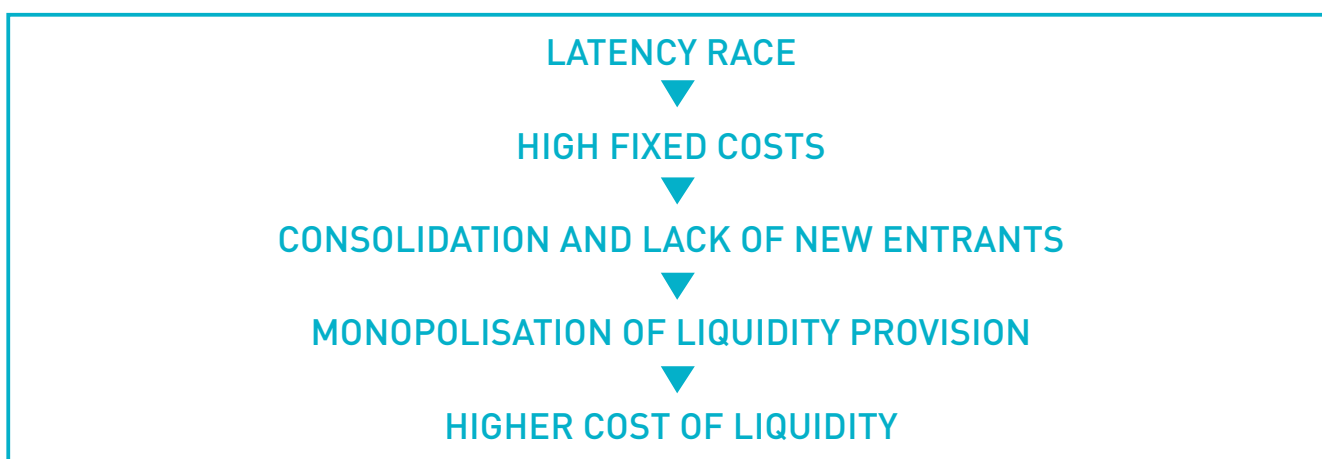 LATENCY RACE
HIGH FIXED COSTS
CONSOLIDATION AND LACK OF NEW ENTRANTS
MONOPOLISATION OF LIQUIDITY PROVISION
HIGHER COST OF LIQUIDITY